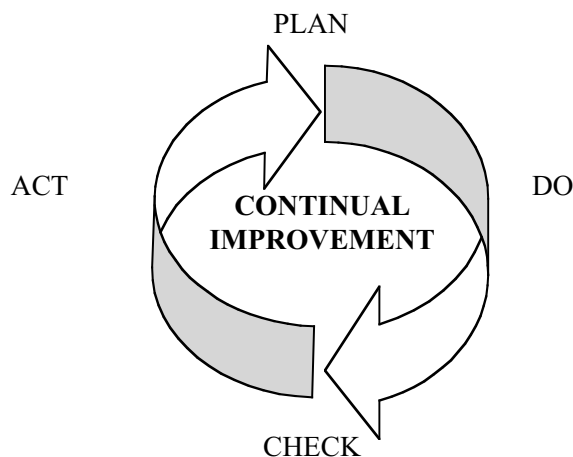 PLAN
ACT
DO
CONTINUAL
IMPROVEMENT
CHECK